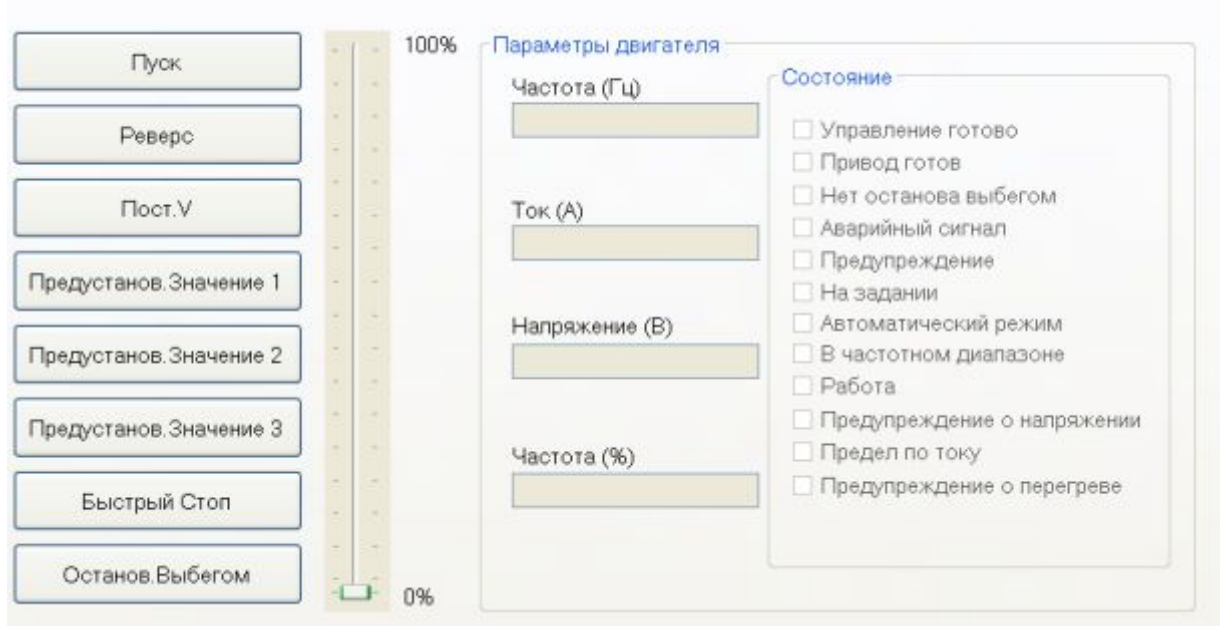 Пуск
Реверс
Пост.V
Предустанов.Значение 1
Предустанов.Значение 2
Предустанов.Значение 3
Быстрый Стоп
Останов.Выбегом
100%
0%
Параметры двигателя
Частота (Гц)
Ток (А)
Напряжение (В)
Частота (%)
Состояние
Управление готово
Привод готов
Нет останова выбегом
Аварийный сигнал
Предупреждение
На задании
Автоматический режим
В частотном диапазоне
Работа
Предупреждение о напряжении
Предел по току
Предупреждение о перегреве